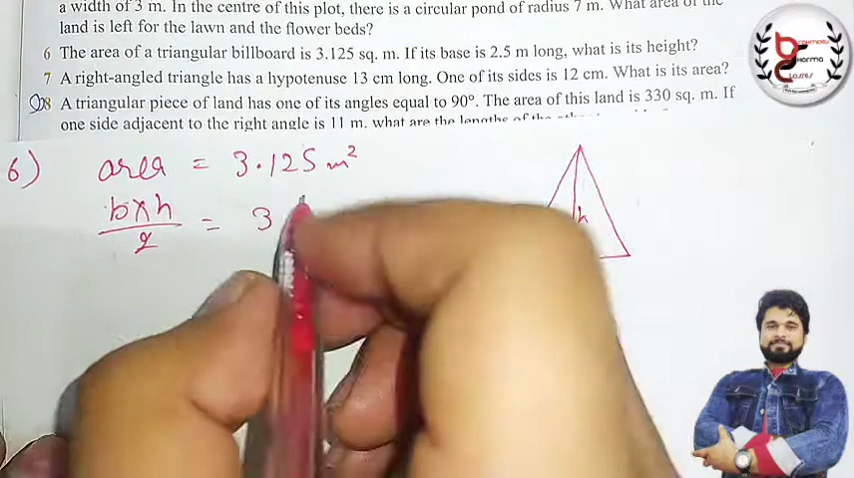 a width of 3 m. In the centre of this plot, there is a circular pond of radius 7 m. What area of the
land is left for the lawn and the flower beds?
6 The area of a triangular billboard is 3.125 sq. m. If its base is 2.5 m long, what is its height?
7 A right-angled triangle has a hypotenuse 13 cm long. One of its sides is 12 cm. What is its area?
8 A triangular piece of land has one of its angles equal to 90°. The area of this land is 330 sq. m. If
one side adjacent to the right angle is 11 m, what are the lengths of the
6) area = 3.125 m²
b×h/2 = 3
h